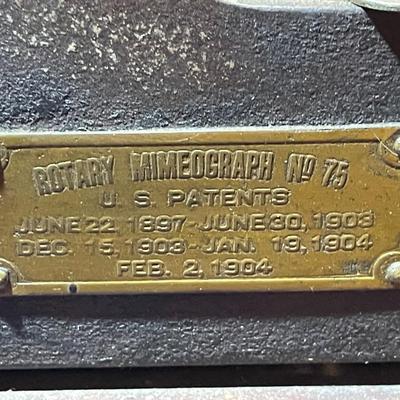 ROTARY MIMEOGRAPH Nº 75
U. S. PATENTS
JUNE 22, 1897-JUNE 30, 1903
DEC. 15, 1903-JAN. 19, 1904
FEB. 2, 1904